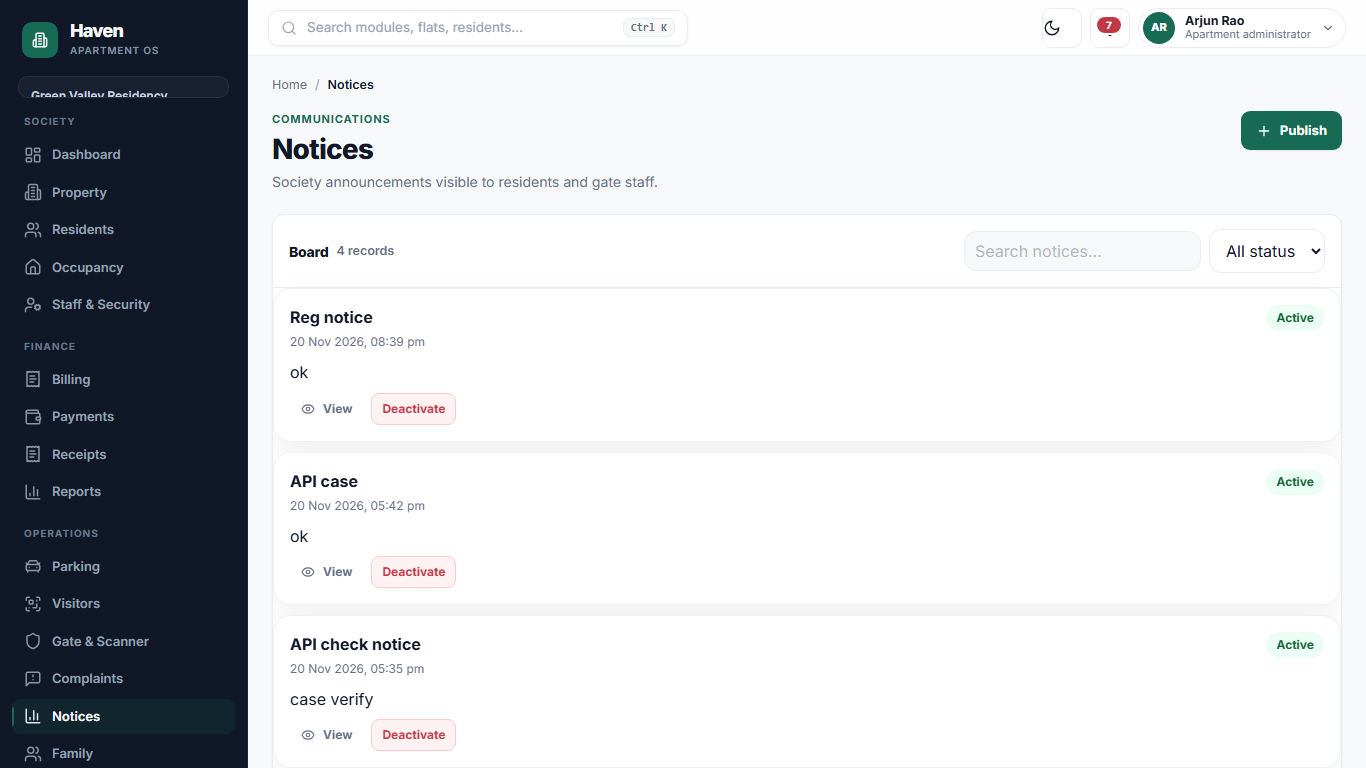 Haven
APARTMENT OS
Green Valley Residency
SOCIETY
Dashboard
Property
Residents
Occupancy
Staff & Security
FINANCE
Billing
Payments
Receipts
Reports
OPERATIONS
Parking
Visitors
Gate & Scanner
Complaints
Notices
Family
Search modules, flats, residents...
Ctrl K
7
AR
Arjun Rao
Apartment administrator
Home / Notices
COMMUNICATIONS
Notices
Society announcements visible to residents and gate staff.
+ Publish
Board 4 records
Search notices...
All status
Reg notice
Active
20 Nov 2026, 08:39 pm
ok
View
Deactivate
API case
Active
20 Nov 2026, 05:42 pm
ok
View
Deactivate
API check notice
Active
20 Nov 2026, 05:35 pm
case verify
View
Deactivate